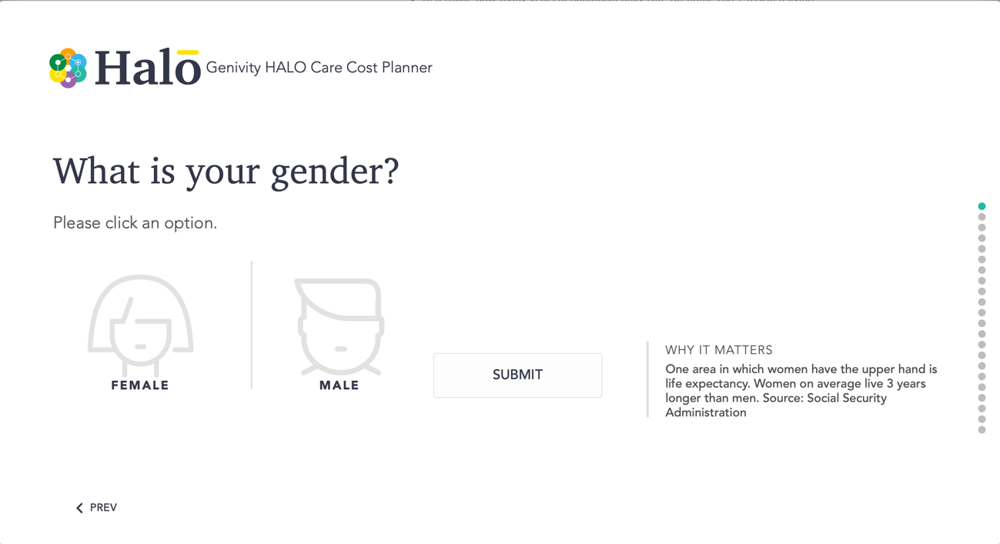 Halo
Genivity HALO Care Cost Planner
What is your gender?
Please click an option.
FEMALE
MALE
SUBMIT
WHY IT MATTERS
One area in which women have the upper hand is
life expectancy. Women on average live 3 years
longer than men. Source: Social Security
Administration
PREV